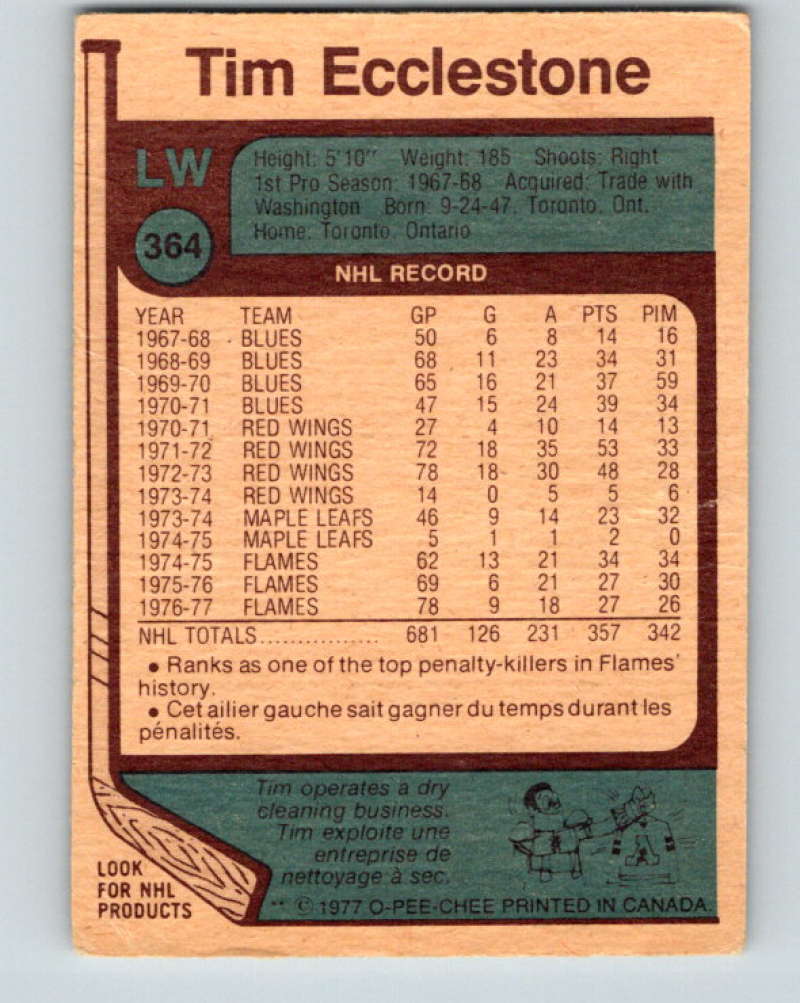 Tim Ecclestone
LW
364
Height: 5'10" Weight: 185 Shoots: Right
1st Pro Season: 1967-68 Acquired: Trade with
Washington Born: 9-24-47, Toronto, Ont.
Home: Toronto, Ontario
NHL RECORD
YEAR TEAM GP G A PTS PIM
1967-68 BLUES 50 6 8 14 16
1968-69 BLUES 68 11 23 34 31
1969-70 BLUES 65 16 21 37 59
1970-71 BLUES 47 15 24 39 34
1970-71 RED WINGS 27 4 10 14 13
1971-72 RED WINGS 72 18 35 53 33
1972-73 RED WINGS 78 18 30 48 28
1973-74 RED WINGS 14 0 5 5 6
1973-74 MAPLE LEAFS 46 9 14 23 32
1974-75 MAPLE LEAFS 5 1 1 2 0
1974-75 FLAMES 62 13 21 34 34
1975-76 FLAMES 69 6 21 27 30
1976-77 FLAMES 78 9 18 27 26
NHL TOTALS................ 681 126 231 357 342
• Ranks as one of the top penalty-killers in Flames'
history.
• Cet ailier gauche sait gagner du temps durant les
pénalités.
Tim operates a dry
cleaning business.
Tim exploite une
entreprise de
nettoyage à sec.
LOOK
FOR NHL
PRODUCTS
** © 1977 O-PEE-CHEE PRINTED IN CANADA.